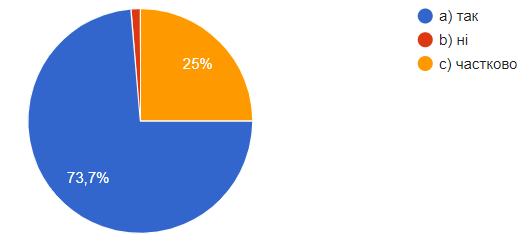 a) так
b) ні
c) частково
25%
73,7%